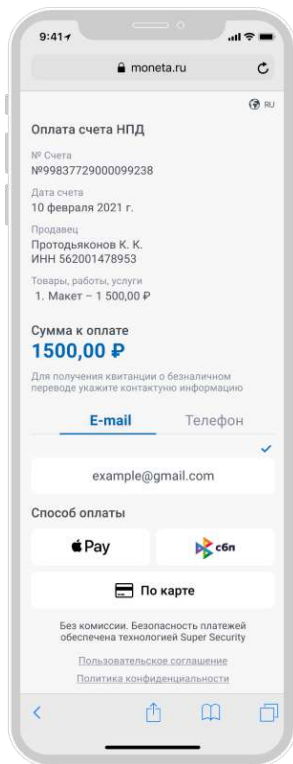 9:41
moneta.ru
RU
Оплата счета НПД
№ Счета
№99837729000099238
Дата счета
10 февраля 2021 г.
Продавец
Протодьяконов К. К.
ИНН 562001478953
Товары, работы, услуги
1. Макет – 1 500,00 ₽
Сумма к оплате
1500,00 ₽
Для получения квитанции о безналичном
переводе укажите контактную информацию
E-mail Телефон
example@gmail.com
Способ оплаты
Pay сбп
По карте
Без комиссии. Безопасность платежей
обеспечена технологией Super Security
Пользовательское соглашение
Политика конфиденциальности